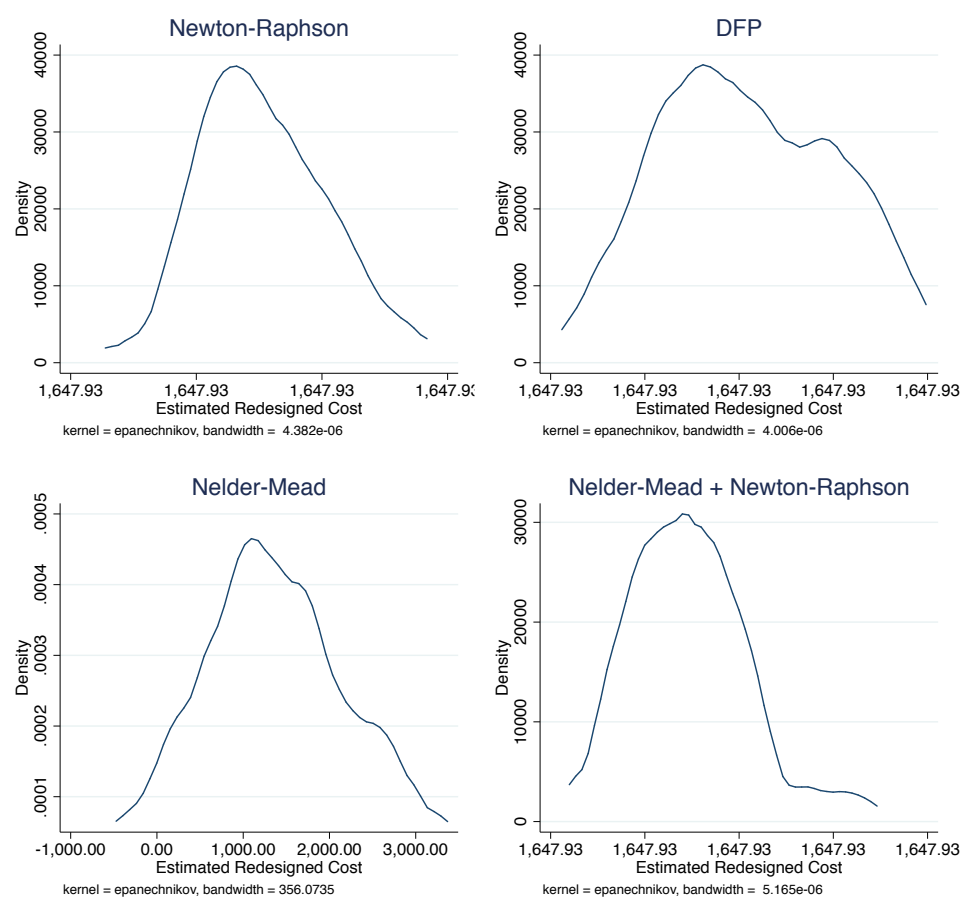 Newton-Raphson
Density
40000
30000
20000
10000
0
1,647.93 1,647.93 1,647.93 1,647.9
Estimated Redesigned Cost
kernel = epanechnikov, bandwidth = 4.382e-06
DFP
Density
40000
30000
20000
10000
0
1,647.93 1,647.93 1,647.93 1,647.93 1,647.93
Estimated Redesigned Cost
kernel = epanechnikov, bandwidth = 4.006e-06
Nelder-Mead
Density
.0005
.0004
.0003
.0002
.0001
-1,000.00 0.00 1,000.00 2,000.00 3,000.00
Estimated Redesigned Cost
kernel = epanechnikov, bandwidth = 356.0735
Nelder-Mead + Newton-Raphson
Density
30000
20000
10000
0
1,647.93 1,647.93 1,647.93 1,647.93 1,647.93
Estimated Redesigned Cost
kernel = epanechnikov, bandwidth = 5.165e-06